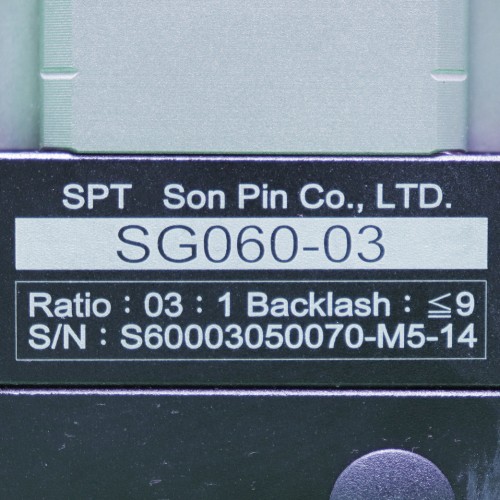 SPT Son Pin Co., LTD.
SG060-03
Ratio : 03 : 1 Backlash : ≦9
S/N : S60003050070-M5-14